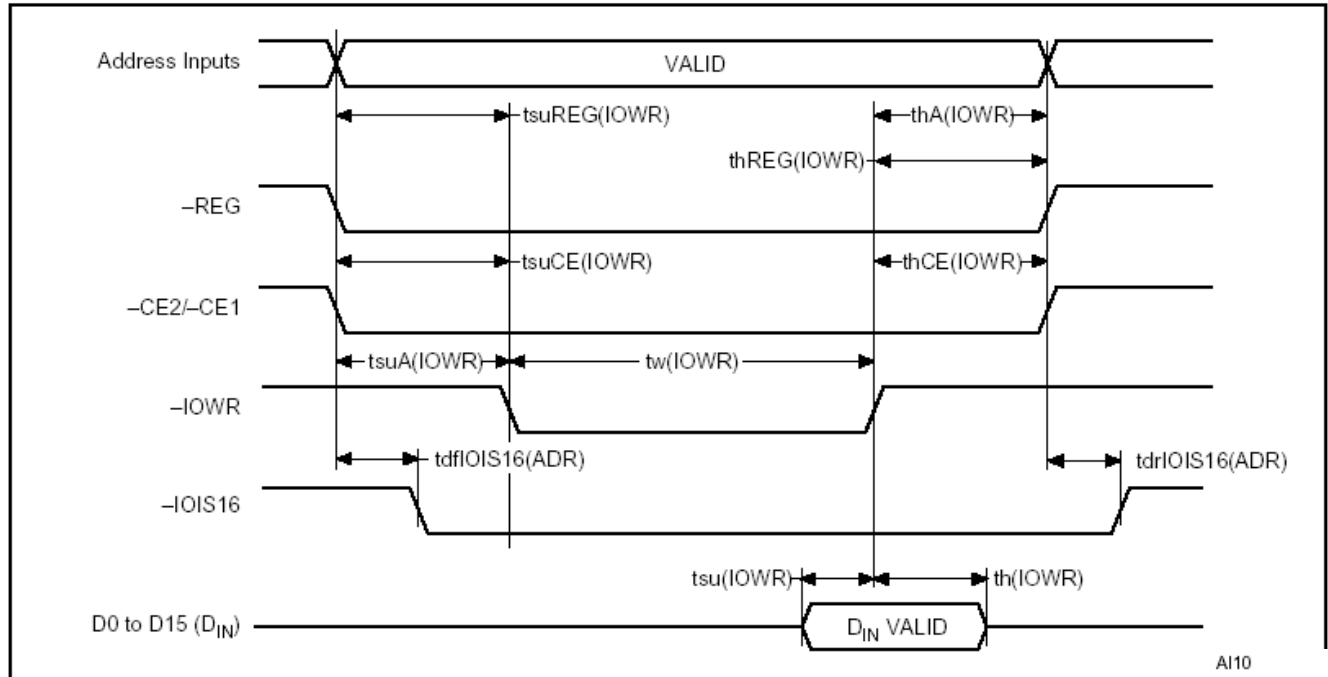 Address Inputs
VALID
tsuREG(IOWR)
thA(IOWR)
thREG(IOWR)
–REG
tsuCE(IOWR)
thCE(IOWR)
–CE2/–CE1
tsuA(IOWR)
tw(IOWR)
–IOWR
tdfIOIS16(ADR)
tdrIOIS16(ADR)
–IOIS16
tsu(IOWR)
th(IOWR)
D0 to D15 (DIN)
DIN VALID
AI10